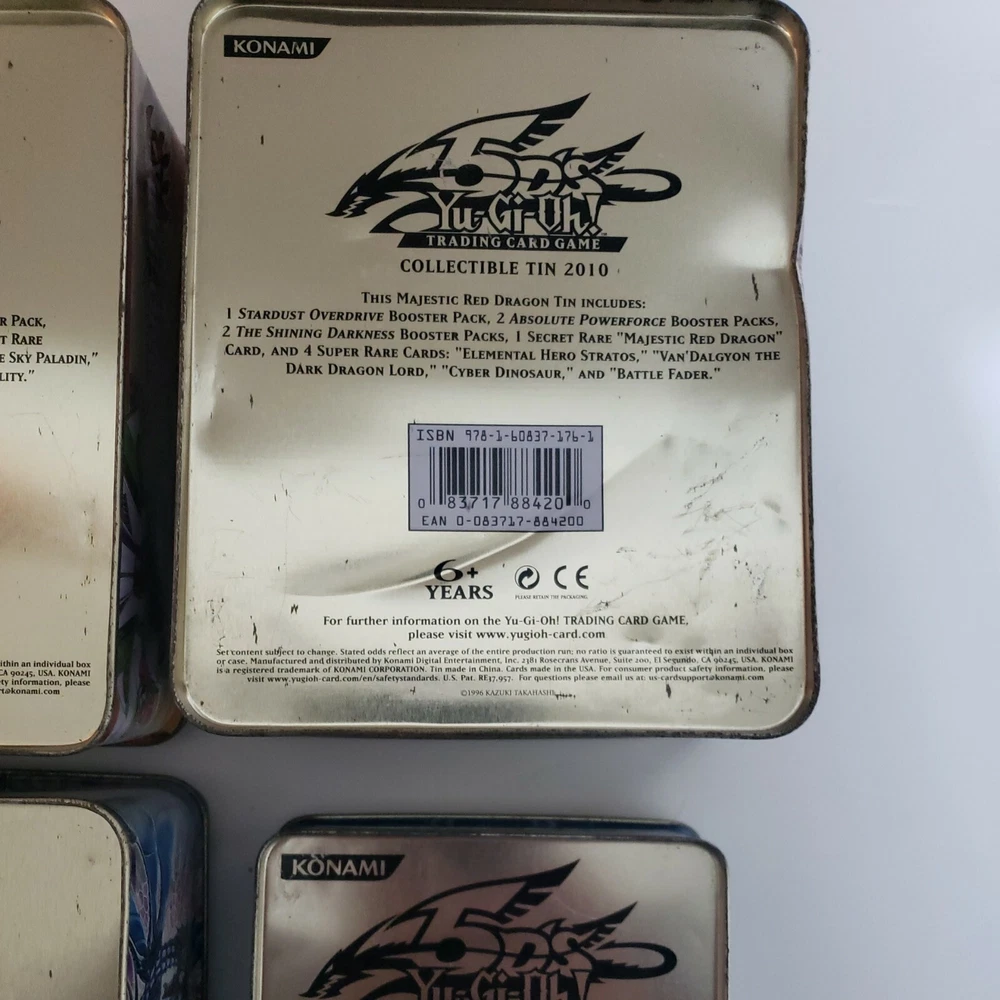 KONAMI
5D's
Yu-Gi-Oh!
TRADING CARD GAME
COLLECTIBLE TIN 2010
THIS MAJESTIC RED DRAGON TIN INCLUDES:
1 STARDUST OVERDRIVE BOOSTER PACK, 2 ABSOLUTE POWERFORCE BOOSTER PACKS,
2 THE SHINING DARKNESS BOOSTER PACKS, 1 SECRET RARE "MAJESTIC RED DRAGON"
CARD, AND 4 SUPER RARE CARDS: "ELEMENTAL HERO STRATOS," "VAN'DALGYON THE
DARK DRAGON LORD," "CYBER DINOSAUR," AND "BATTLE FADER."
ISBN 978-1-60837-176-1
0 83717 88420 0
EAN 0-083717-884200
6+
YEARS
CE
PLEASE RETAIN THE PACKAGING
For further information on the Yu-Gi-Oh! TRADING CARD GAME,
please visit www.yugioh-card.com
Set content subject to change. Stated odds reflect an average of the entire production run; no ratio is guaranteed to exist within an individual box
or case. Manufactured and distributed by Konami Digital Entertainment, Inc. 2381 Rosecrans Avenue, Suite 200, El Segundo, CA 90245, USA. KONAMI
is a registered trademark of KONAMI CORPORATION. Tin made in China. Cards made in the USA. For consumer product safety information, please
visit www.yugioh-card.com/en/safetystandards. U.S. Pat. RE37,957. For questions please email us at: us-cardsupport@konami.com
©1996 KAZUKI TAKAHASHI
R PACK,
T RARE
E SKY PALADIN,"
LITY."
ithin an individual box
CA 90245, USA. KONAMI
ety information, please
rt@konami.com
KONAMI
5D's
Yu-Gi-Oh!